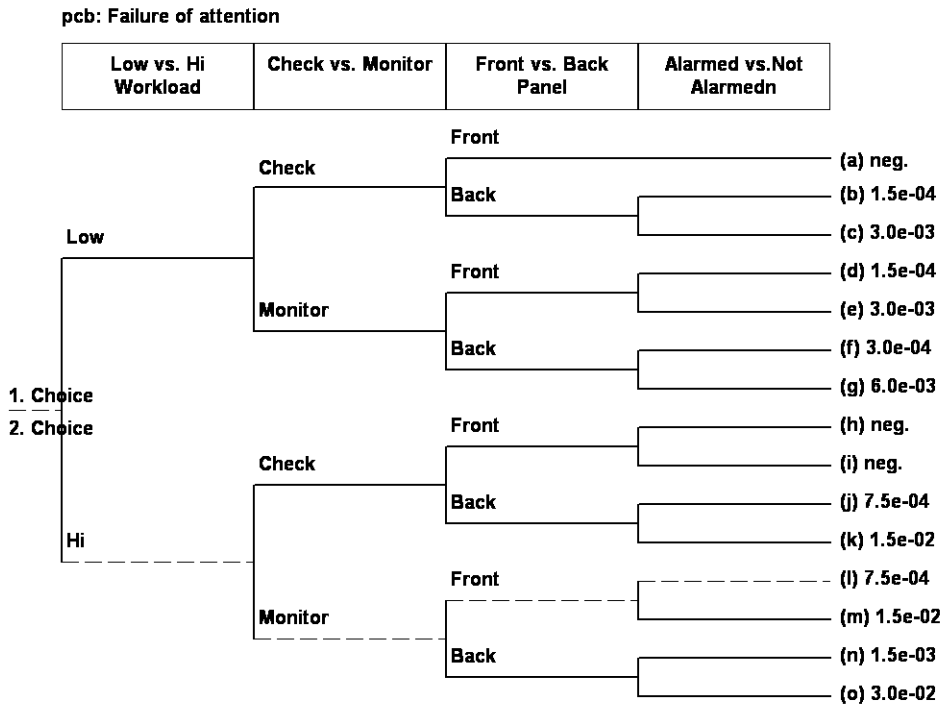 pcb: Failure of attention
Low vs. Hi Workload
Check vs. Monitor
Front vs. Back Panel
Alarmed vs.Not Alarmedn
Front
(a) neg.
Check
Back
(b) 1.5e-04
(c) 3.0e-03
Low
Front
(d) 1.5e-04
Monitor
(e) 3.0e-03
Back
(f) 3.0e-04
(g) 6.0e-03
1. Choice
2. Choice
Front
(h) neg.
Check
(i) neg.
Back
(j) 7.5e-04
(k) 1.5e-02
Hi
Front
(l) 7.5e-04
Monitor
(m) 1.5e-02
Back
(n) 1.5e-03
(o) 3.0e-02